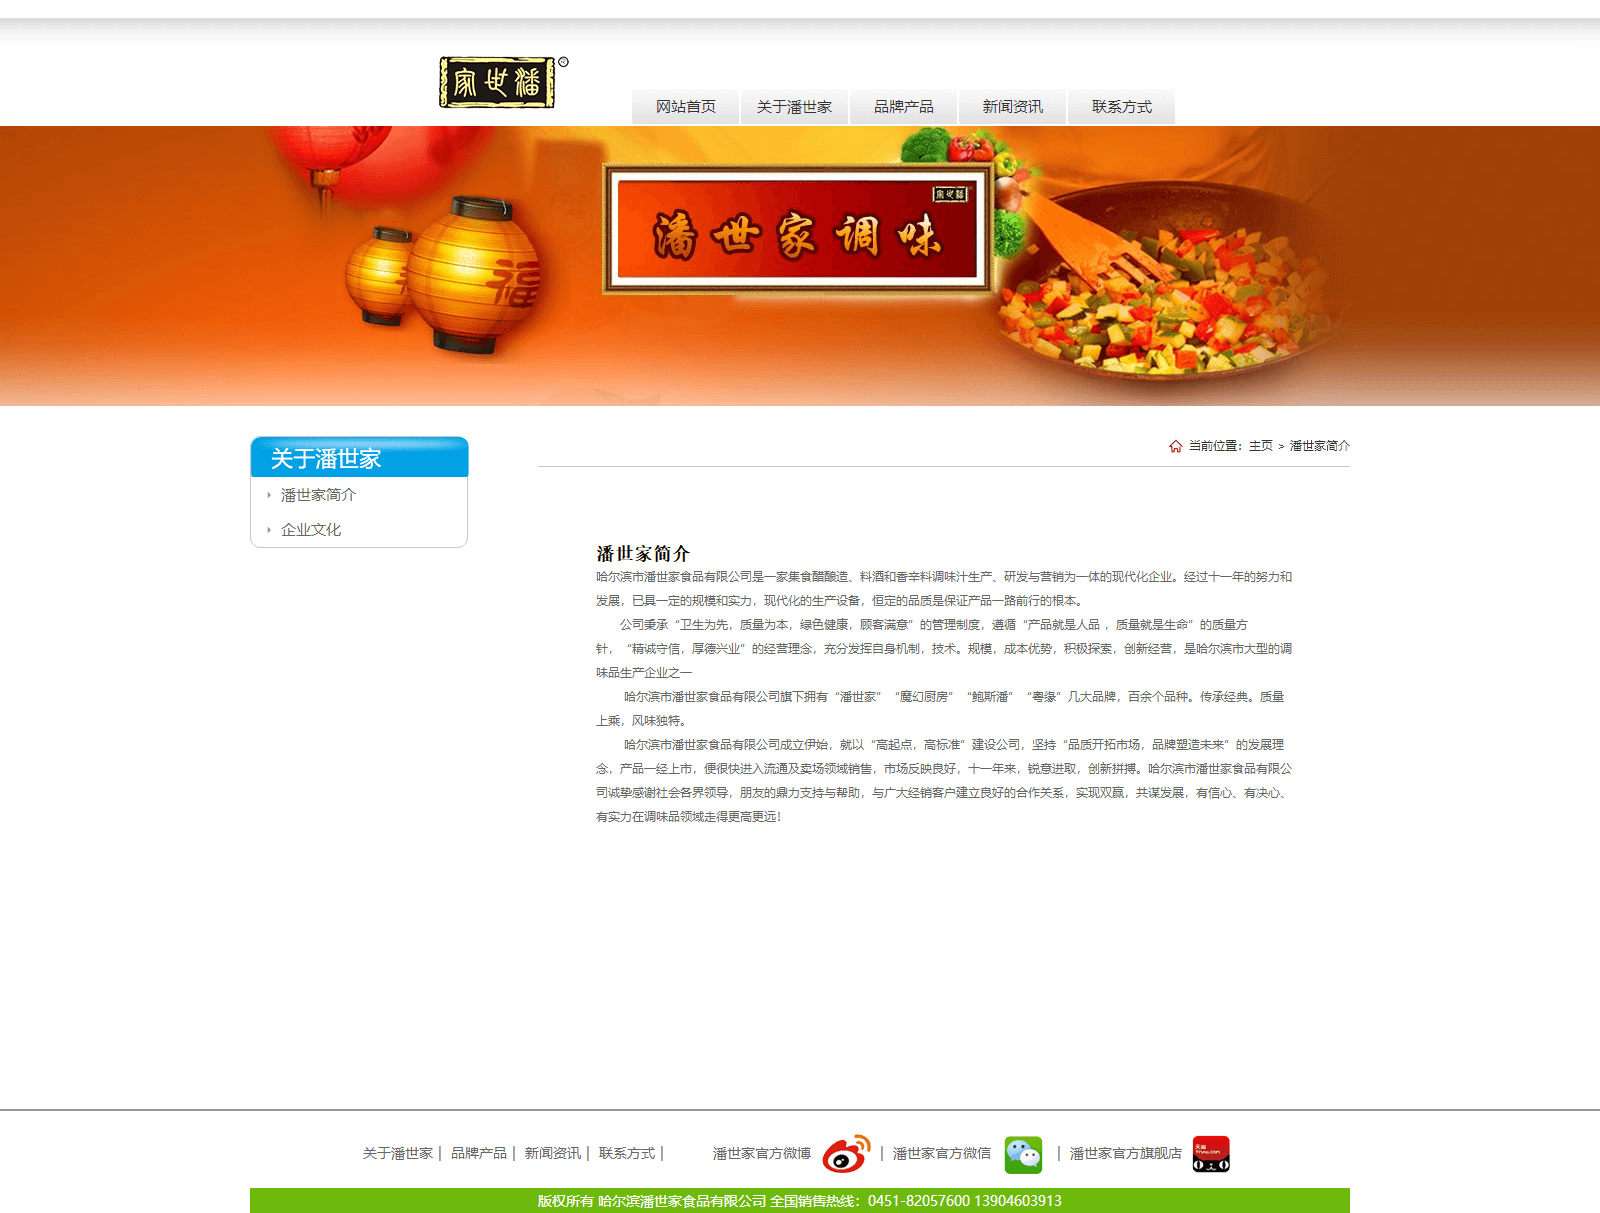 家世潘
®
网站首页
关于潘世家
品牌产品
新闻资讯
联系方式
家世潘
潘世家调味
福
关于潘世家
潘世家简介
企业文化
当前位置：主页 > 潘世家简介
潘世家简介
哈尔滨市潘世家食品有限公司是一家集食醋酿造、料酒和香辛料调味汁生产、研发与营销为一体的现代化企业。经过十一年的努力和
发展，已具一定的规模和实力，现代化的生产设备，恒定的品质是保证产品一路前行的根本。
公司秉承“卫生为先，质量为本，绿色健康，顾客满意”的管理制度，遵循“产品就是人品 ，质量就是生命”的质量方
针，“精诚守信，厚德兴业”的经营理念，充分发挥自身机制，技术。规模，成本优势，积极探索，创新经营，是哈尔滨市大型的调
味品生产企业之一
哈尔滨市潘世家食品有限公司旗下拥有“潘世家”“魔幻厨房”“鲍斯潘”“粤缘”几大品牌，百余个品种。传承经典。质量
上乘，风味独特。
哈尔滨市潘世家食品有限公司成立伊始，就以“高起点，高标准”建设公司，坚持“品质开拓市场，品牌塑造未来”的发展理
念，产品一经上市，便很快进入流通及卖场领域销售，市场反映良好，十一年来，锐意进取，创新拼搏。哈尔滨市潘世家食品有限公
司诚挚感谢社会各界领导，朋友的鼎力支持与帮助，与广大经销客户建立良好的合作关系，实现双赢，共谋发展，有信心、有决心、
有实力在调味品领域走得更高更远！
关于潘世家 | 品牌产品 | 新闻资讯 | 联系方式 | 潘世家官方微博 | 潘世家官方微信 | 潘世家官方旗舰店
天猫
TMALL.COM
版权所有 哈尔滨潘世家食品有限公司 全国销售热线：0451-82057600 13904603913